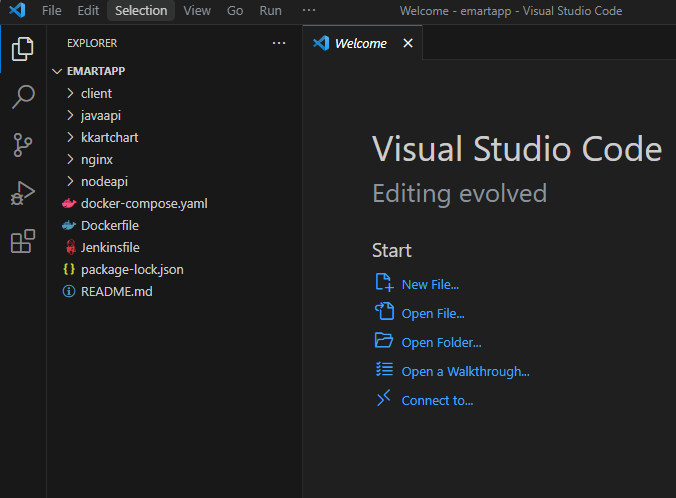 File Edit Selection View Go Run ··· Welcome - emartapp - Visual Studio Code
EXPLORER ···
Welcome
EMARTAPP
client
javaapi
kkartchart
nginx
nodeapi
docker-compose.yaml
Dockerfile
Jenkinsfile
package-lock.json
README.md
Visual Studio Code
Editing evolved
Start
New File...
Open File...
Open Folder...
Open a Walkthrough...
Connect to...